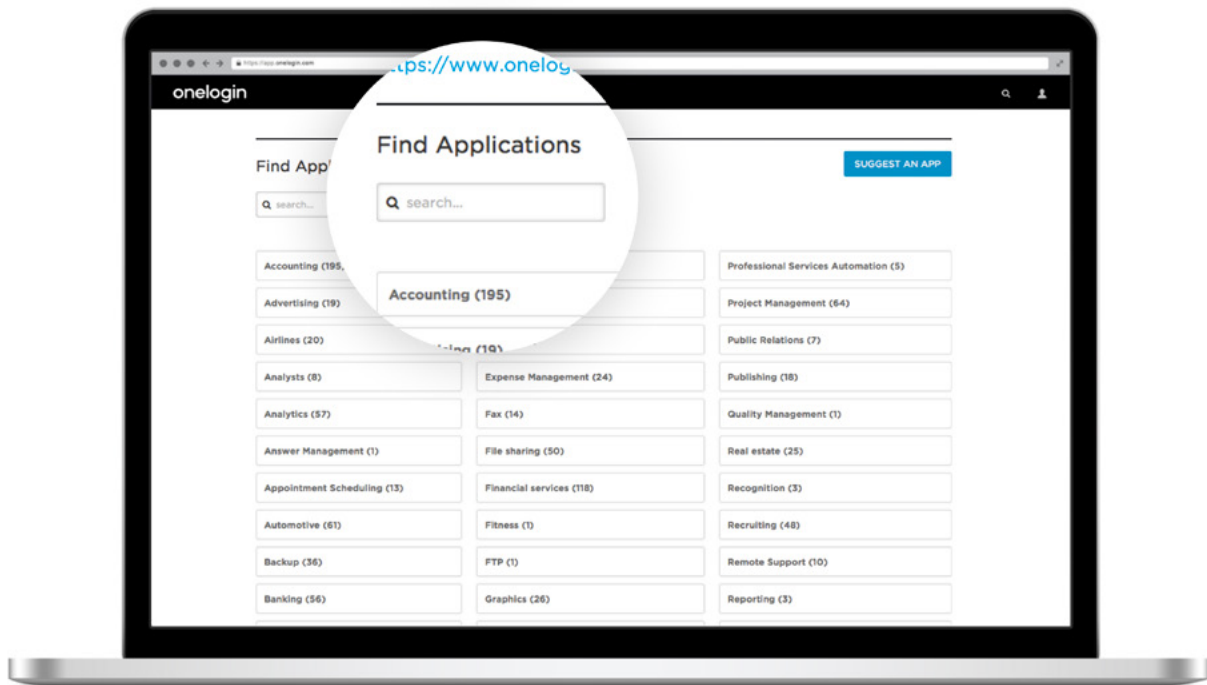 https://app.onelogin.com
ttps://www.onelog
onelogin
Find Applications
Find App
SUGGEST AN APP
search...
search...
Accounting (195)
Accounting (195,
Professional Services Automation (5)
Advertising (19)
Project Management (64)
ising (19)
Airlines (20)
Public Relations (7)
Analysts (8)
Expense Management (24)
Publishing (18)
Analytics (57)
Fax (14)
Quality Management (1)
Answer Management (1)
File sharing (50)
Real estate (25)
Appointment Scheduling (13)
Financial services (118)
Recognition (3)
Automotive (61)
Fitness (1)
Recruiting (48)
Backup (36)
FTP (1)
Remote Support (10)
Banking (56)
Graphics (26)
Reporting (3)